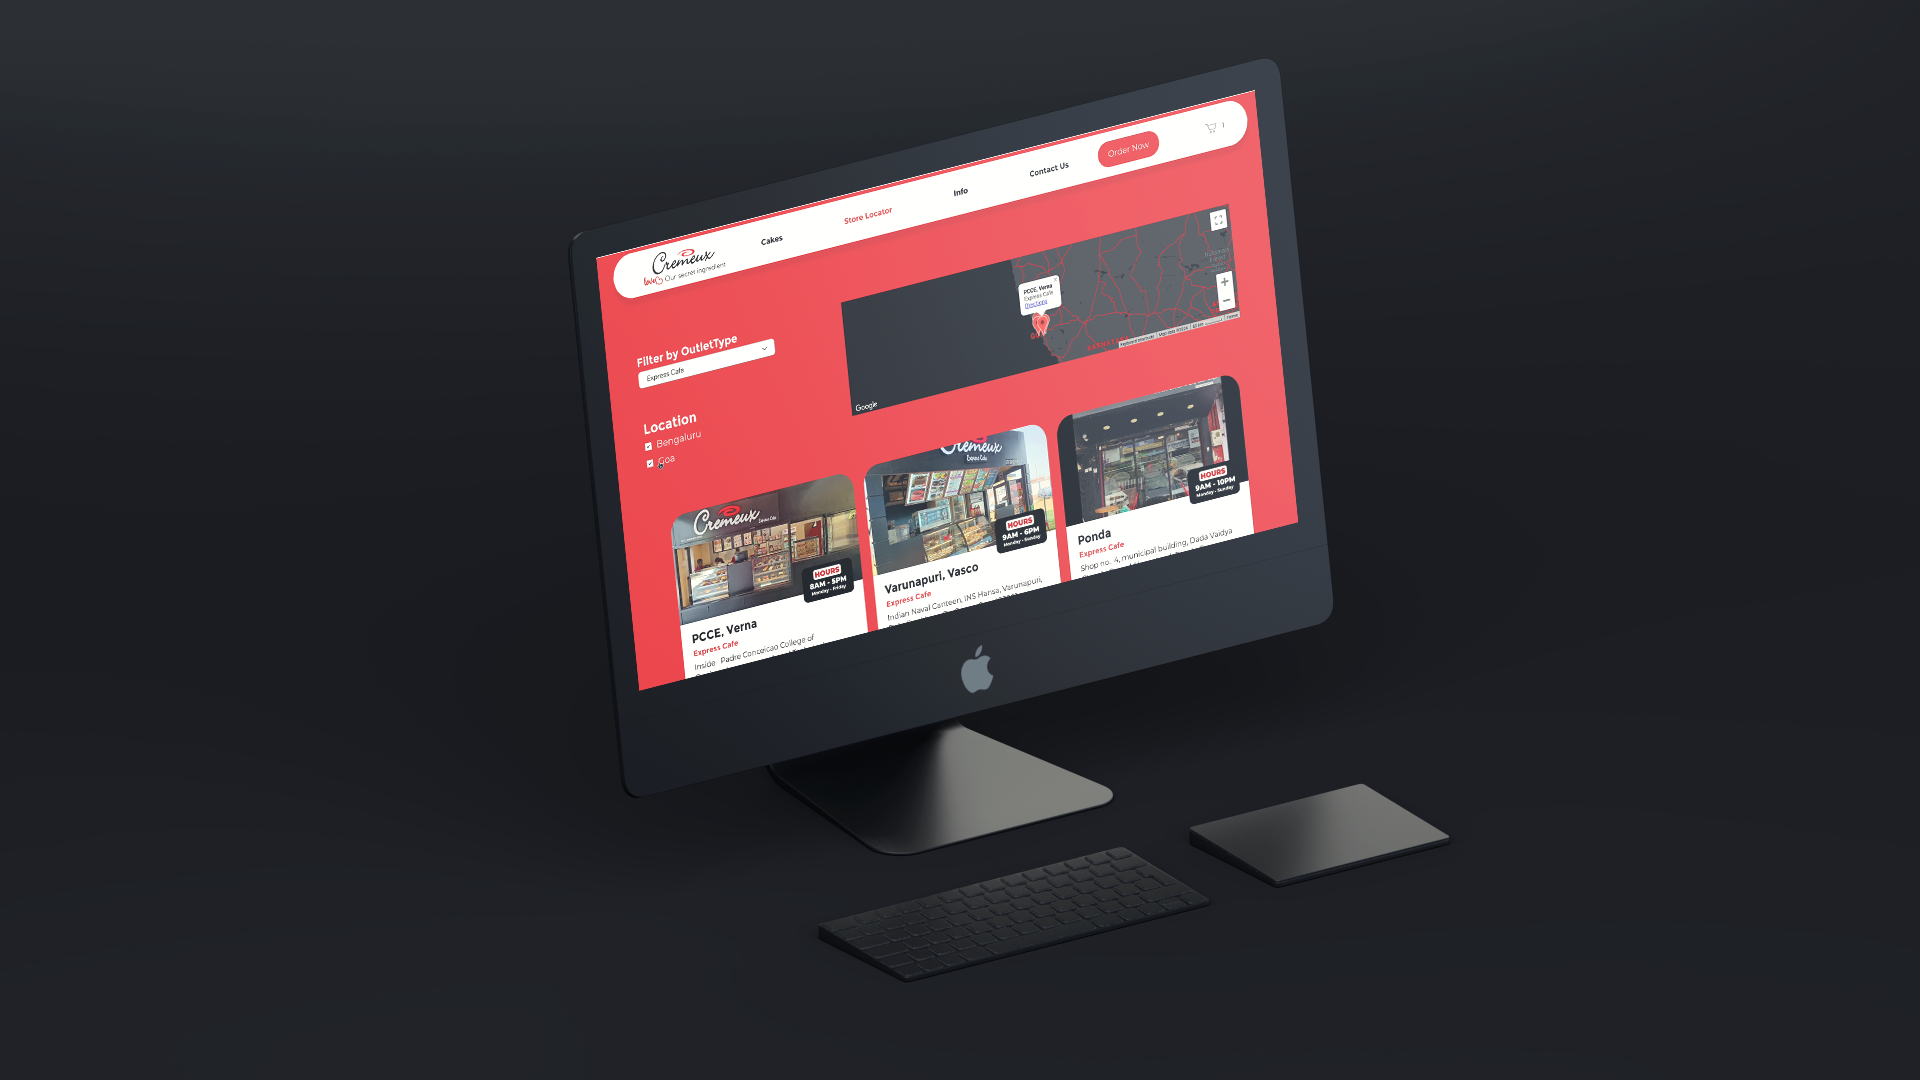 Cremeux
love Our secret ingredient
Cakes
Store Locator
Info
Contact Us
Order Now
1
Filter by OutletType
Express Cafe
Location
Bengaluru
Goa
PCCE, Verna
Express Cafe
Directions
Google
Cremeux
Express Cafe
HOURS
8AM - 5PM
Monday - Friday
PCCE, Verna
Express Cafe
Inside Padre Conceicao College of
Cremeux
Express Cafe
HOURS
9AM - 6PM
Monday - Sunday
Varunapuri, Vasco
Express Cafe
Indian Naval Canteen, INS Hansa, Varunapuri,
HOURS
9AM - 10PM
Monday - Sunday
Ponda
Express Cafe
Shop no. 4, municipal building, Dada Vaidya